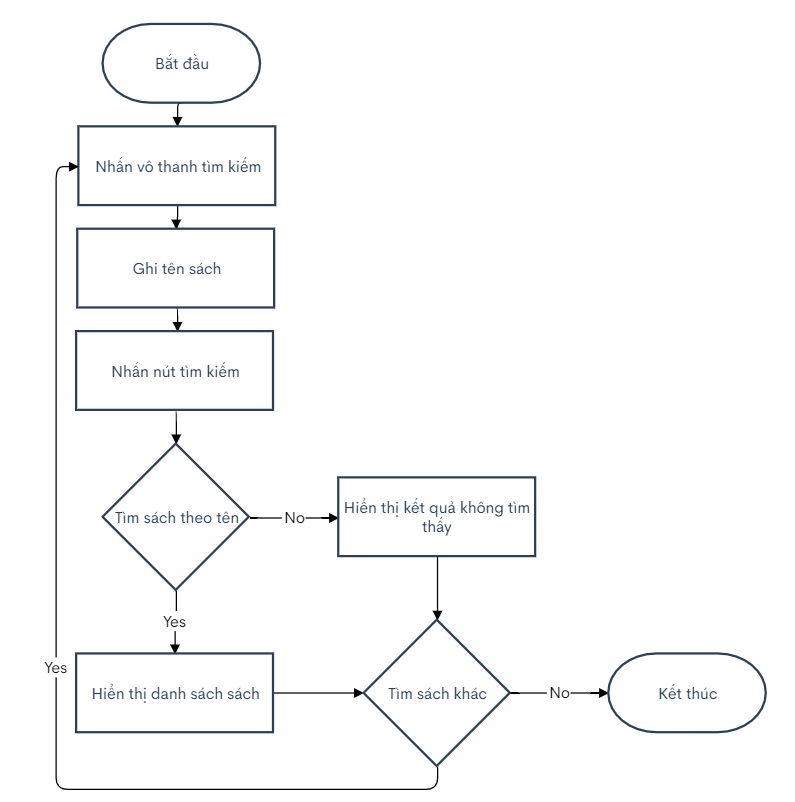 Bắt đầu
Nhấn vô thanh tìm kiếm
Ghi tên sách
Nhấn nút tìm kiếm
Tìm sách theo tên
No
Hiển thị kết quả không tìm
thấy
Yes
Yes
Hiển thị danh sách sách
Tìm sách khác
No
Kết thúc